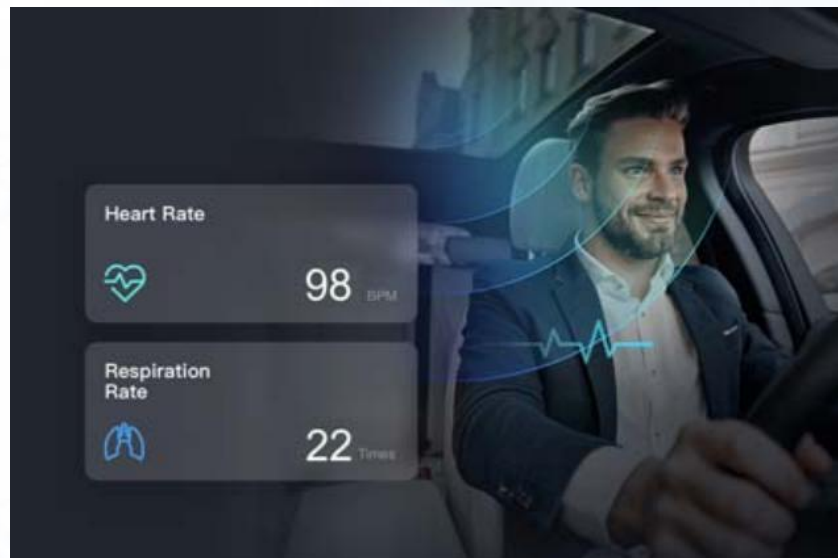 Heart Rate
98 BPM
Respiration
Rate
22 Times